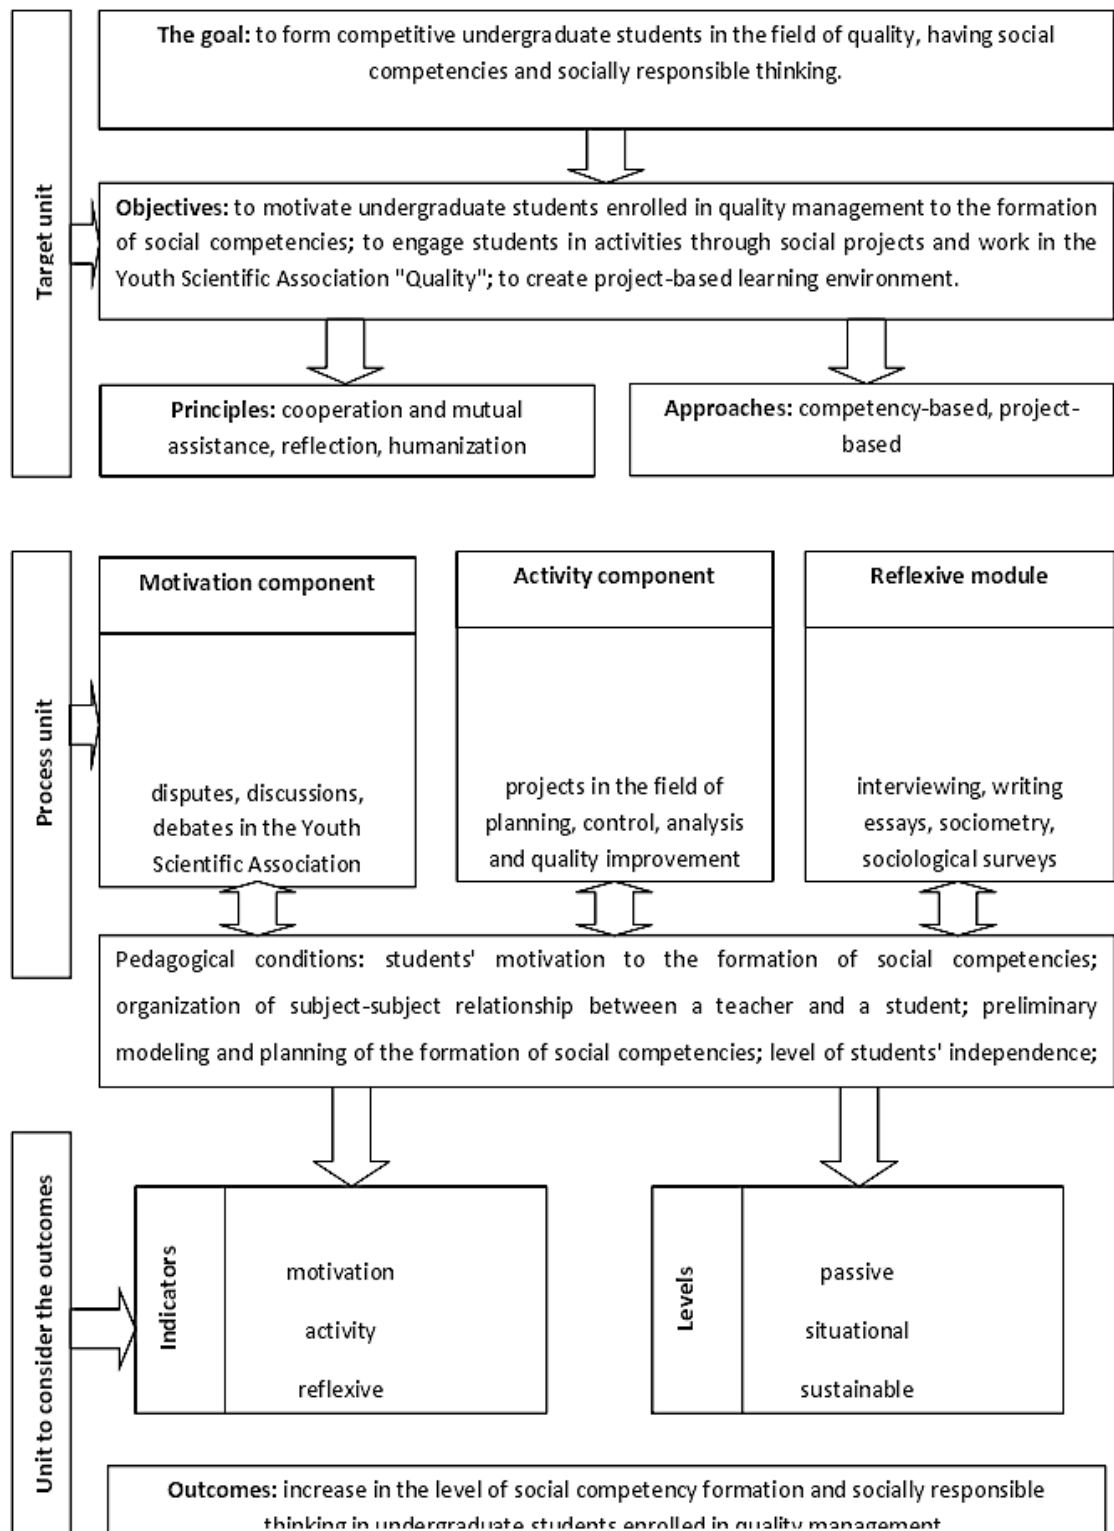 The goal: to form competitive undergraduate students in the field of quality, having social
competencies and socially responsible thinking.
Target unit
Objectives: to motivate undergraduate students enrolled in quality management to the formation
of social competencies; to engage students in activities through social projects and work in the
Youth Scientific Association "Quality"; to create project-based learning environment.
Principles: cooperation and mutual
assistance, reflection, humanization
Approaches: competency-based, project-
based
Process unit
Motivation component
disputes, discussions,
debates in the Youth
Scientific Association
Activity component
projects in the field of
planning, control, analysis
and quality improvement
Reflexive module
interviewing, writing
essays, sociometry,
sociological surveys
Pedagogical conditions: students' motivation to the formation of social competencies;
organization of subject-subject relationship between a teacher and a student; preliminary
modeling and planning of the formation of social competencies; level of students' independence;
Unit to consider the outcomes
Indicators
motivation
activity
reflexive
Levels
passive
situational
sustainable
Outcomes: increase in the level of social competency formation and socially responsible
thinking in undergraduate students enrolled in quality management